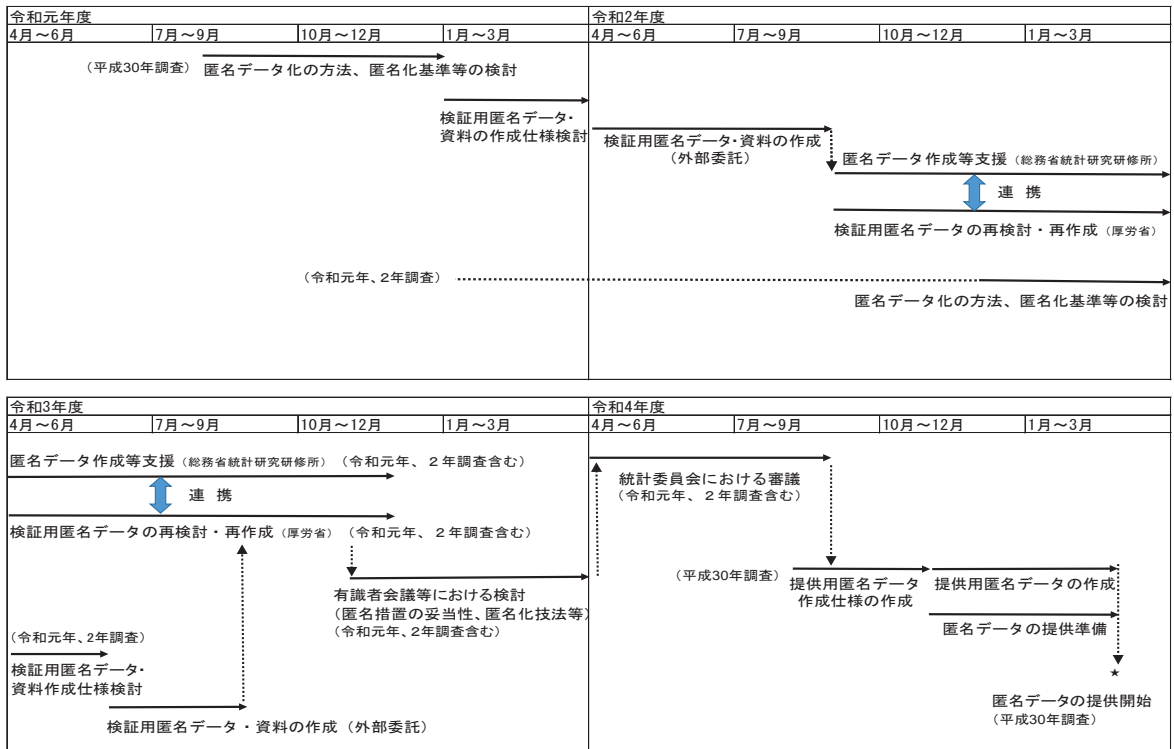 令和元年度
令和2年度
4月～6月
7月～9月
10月～12月
1月～3月
4月～6月
7月～9月
10月～12月
1月～3月
(平成30年調査)
匿名データ化の方法、匿名化基準等の検討
検証用匿名データ・
資料の作成仕様検討
検証用匿名データ・資料の作成
(外部委託)
匿名データ作成等支援 (総務省統計研究研修所)
連 携
検証用匿名データの再検討・再作成 (厚労省)
(令和元年、2年調査)
匿名データ化の方法、匿名化基準等の検討
令和3年度
令和4年度
4月～6月
7月～9月
10月～12月
1月～3月
4月～6月
7月～9月
10月～12月
1月～3月
匿名データ作成等支援 (総務省統計研究研修所) (令和元年、2年調査含む)
連 携
検証用匿名データの再検討・再作成 (厚労省) (令和元年、2年調査含む)
有識者会議等における検討
(匿名措置の妥当性、匿名化技法等)
(令和元年、2年調査含む)
(令和元年、2年調査)
検証用匿名データ・
資料作成仕様検討
検証用匿名データ・資料の作成 (外部委託)
統計委員会における審議
(令和元年、2年調査含む)
(平成30年調査)
提供用匿名データ
作成仕様の作成
提供用匿名データの作成
匿名データの提供準備
★
匿名データの提供開始
(平成30年調査)